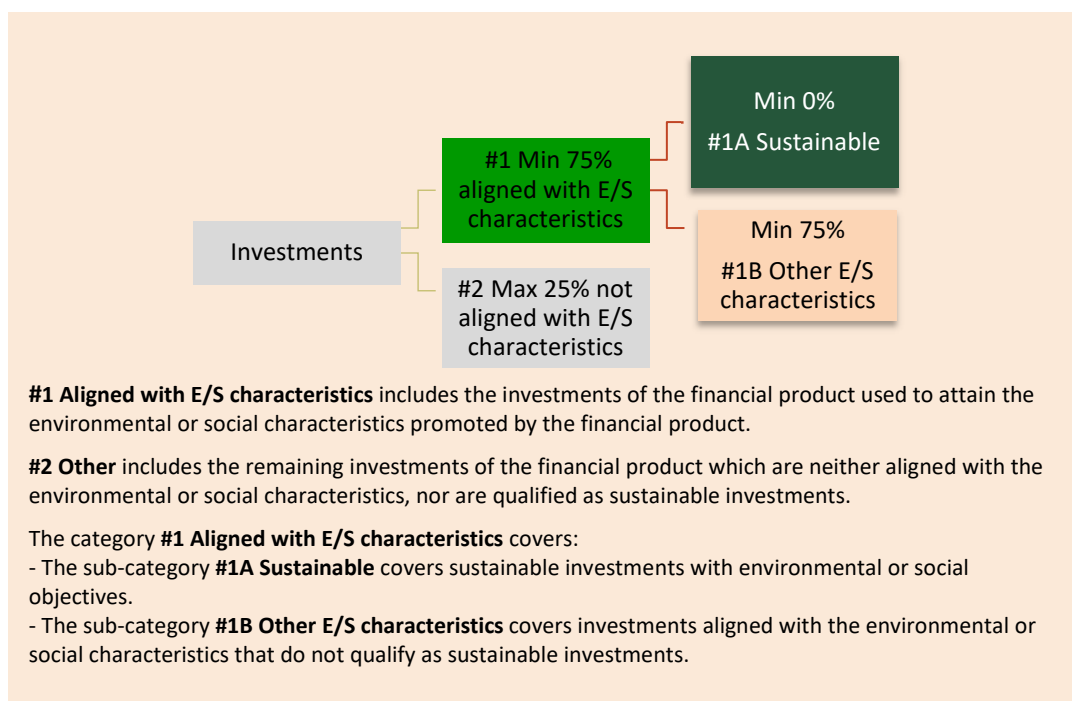 Min 0%
#1A Sustainable
#1 Min 75%
aligned with E/S
characteristics
Min 75%
#1B Other E/S
characteristics
Investments
#2 Max 25% not
aligned with E/S
characteristics
#1 Aligned with E/S characteristics includes the investments of the financial product used to attain the
environmental or social characteristics promoted by the financial product.
#2 Other includes the remaining investments of the financial product which are neither aligned with the
environmental or social characteristics, nor are qualified as sustainable investments.
The category #1 Aligned with E/S characteristics covers:
- The sub-category #1A Sustainable covers sustainable investments with environmental or social
objectives.
- The sub-category #1B Other E/S characteristics covers investments aligned with the environmental or
social characteristics that do not qualify as sustainable investments.